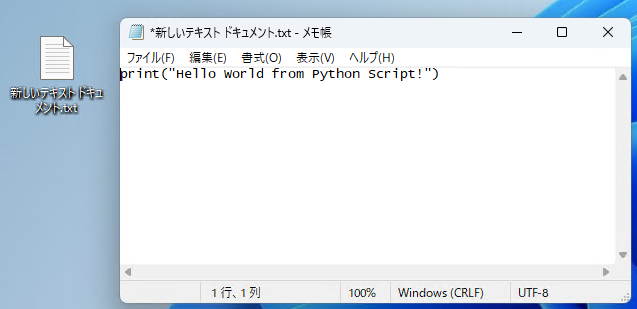 *新しいテキスト ドキュメント.txt - メモ帳
ファイル(F) 編集(E) 書式(O) 表示(V) ヘルプ(H)
print("Hello World from Python Script!")
新しいテキスト ドキュ
メント.txt
1 行、1 列 100% Windows (CRLF) UTF-8